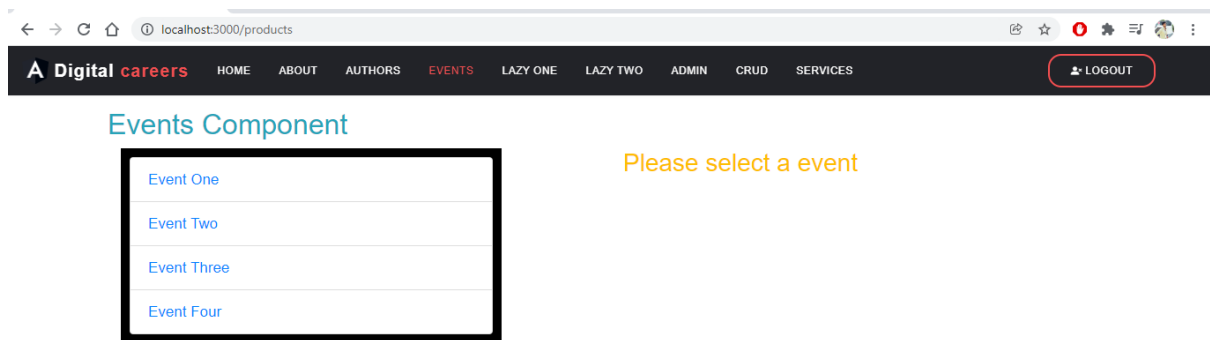 localhost:3000/products
A Digital careers HOME ABOUT AUTHORS EVENTS LAZY ONE LAZY TWO ADMIN CRUD SERVICES LOGOUT
Events Component
Please select a event
Event One
Event Two
Event Three
Event Four